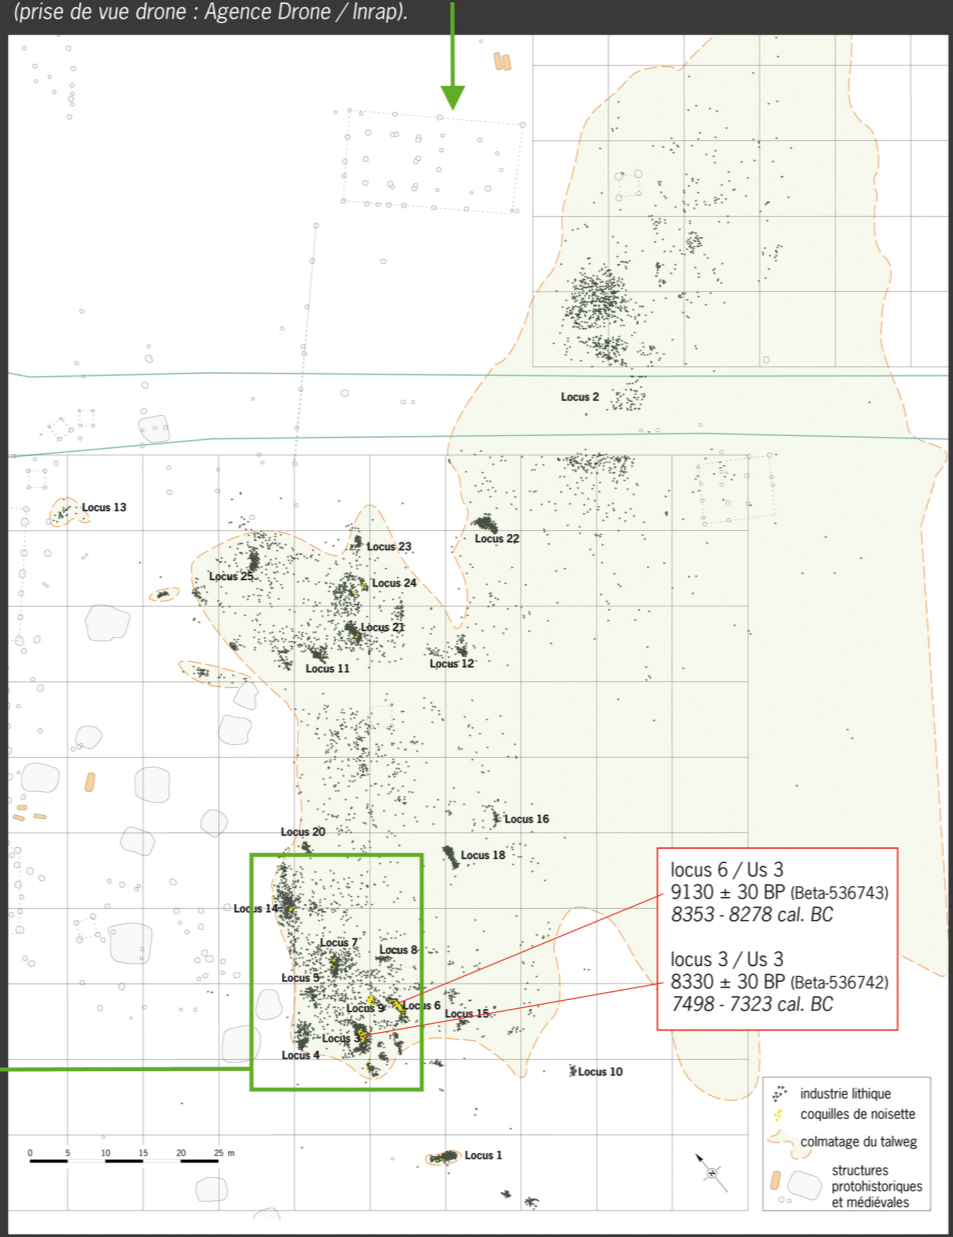 (prise de vue drone : Agence Drone / Inrap).
Locus 2
Locus 13
Locus 22
Locus 23
Locus 25
Locus 24
Locus 21
Locus 11
Locus 12
Locus 16
Locus 20
Locus 18
locus 6 / Us 3
9130 ± 30 BP (Beta-536743)
8353 - 8278 cal. BC
locus 3 / Us 3
8330 ± 30 BP (Beta-536742)
7498 - 7323 cal. BC
Locus 14
Locus 7
Locus 8
Locus 5
Locus 9
Locus 6
Locus 15
Locus 3
Locus 4
Locus 10
industrie lithique
coquilles de noisette
colmatage du talweg
structures
protohistoriques
et médiévales
0 5 10 15 20 25 m
Locus 1
N